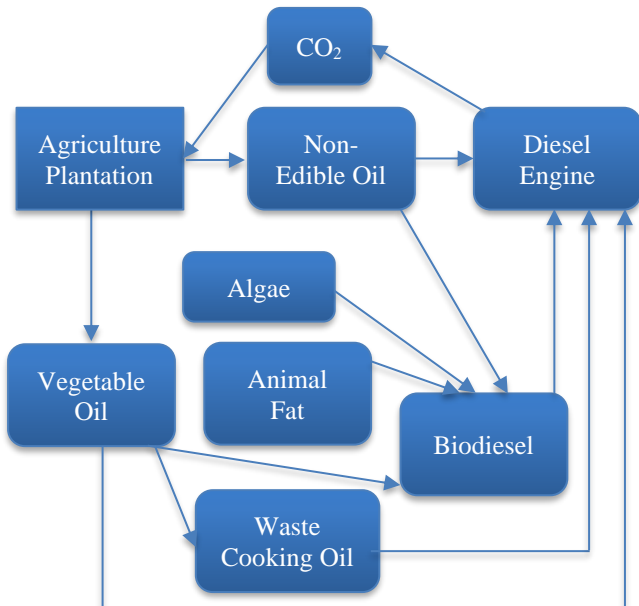 CO₂
Agriculture
Plantation
Non-
Edible Oil
Diesel
Engine
Algae
Vegetable
Oil
Animal
Fat
Biodiesel
Waste
Cooking Oil